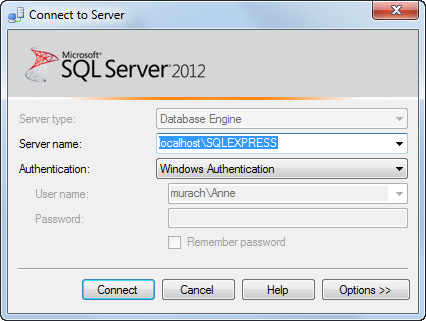 Connect to Server
Microsoft®
SQL Server 2012
Server type: Database Engine
Server name: localhost\SQLEXPRESS
Authentication: Windows Authentication
User name: murach\Anne
Password:
Remember password
Connect Cancel Help Options >>